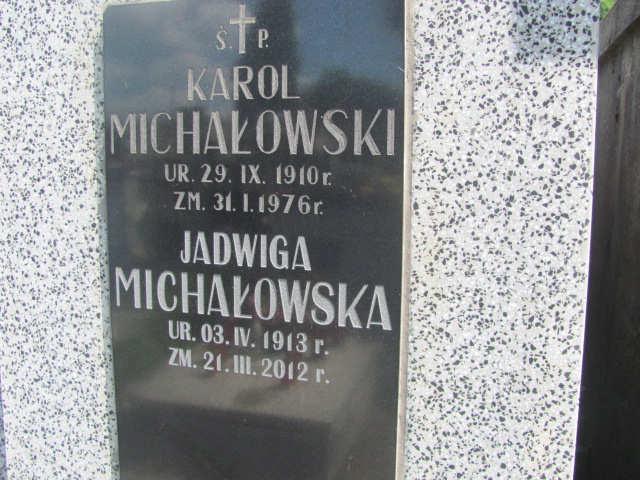 Ś. P.
KAROL
MICHAŁOWSKI
UR. 29. IX. 1910 r.
ZM. 31. I. 1976 r.
JADWIGA
MICHAŁOWSKA
UR. 03. IV. 1913 r.
ZM. 21. III. 2012 r.